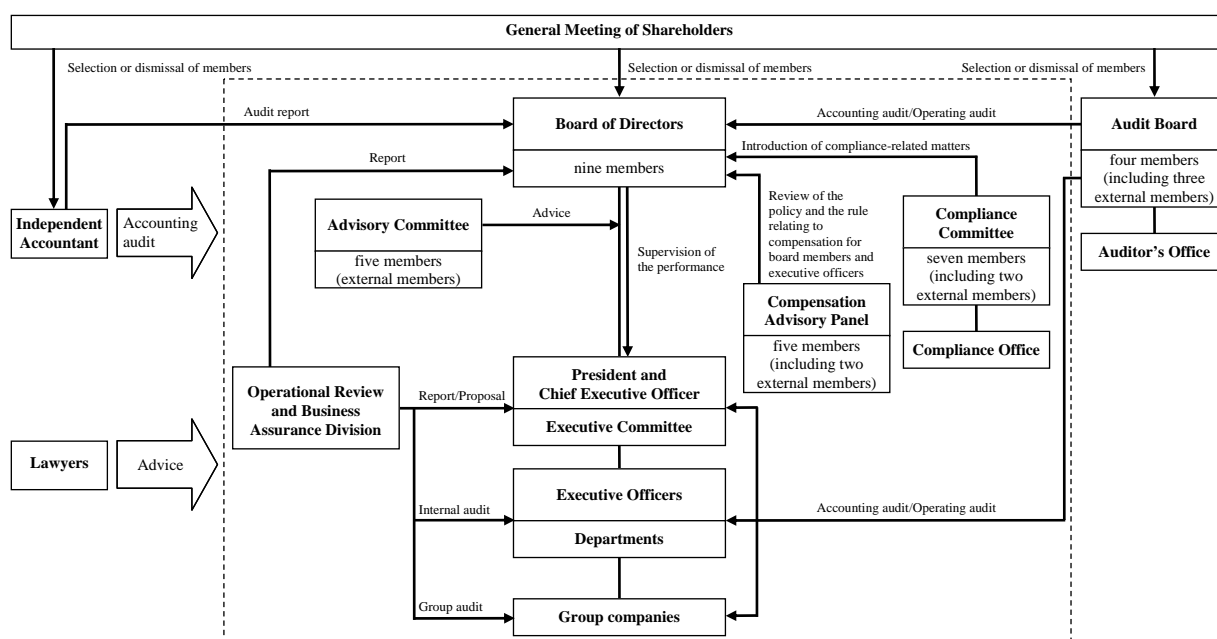 General Meeting of Shareholders
Selection or dismissal of members
Selection or dismissal of members
Selection or dismissal of members
Audit report
Board of Directors
nine members
Accounting audit/Operating audit
Audit Board
four members
(including three
external members)
Auditor's Office
Introduction of compliance-related matters
Report
Independent
Accountant
Accounting
audit
Advisory Committee
five members
(external members)
Advice
Supervision of
the performance
Review of the
policy and the rule
relating to
compensation for
board members and
executive officers
Compensation
Advisory Panel
five members
(including two
external members)
Compliance
Committee
seven members
(including two
external members)
Compliance Office
Operational Review
and Business
Assurance Division
Report/Proposal
President and
Chief Executive Officer
Executive Committee
Lawyers
Advice
Executive Officers
Departments
Internal audit
Accounting audit/Operating audit
Group audit
Group companies